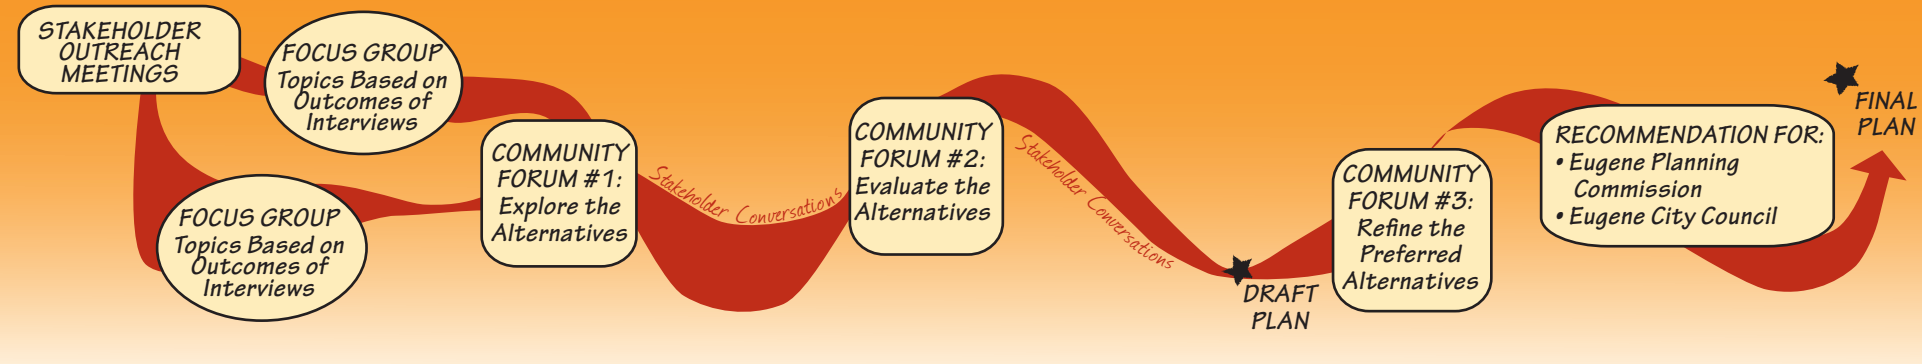 STAKEHOLDER
OUTREACH
MEETINGS
FOCUS GROUP
Topics Based on
Outcomes of
Interviews
FOCUS GROUP
Topics Based on
Outcomes of
Interviews
COMMUNITY
FORUM #1:
Explore the
Alternatives
Stakeholder Conversations
COMMUNITY
FORUM #2:
Evaluate the
Alternatives
Stakeholder Conversations
DRAFT
PLAN
COMMUNITY
FORUM #3:
Refine the
Preferred
Alternatives
RECOMMENDATION FOR:
• Eugene Planning
Commission
• Eugene City Council
FINAL
PLAN